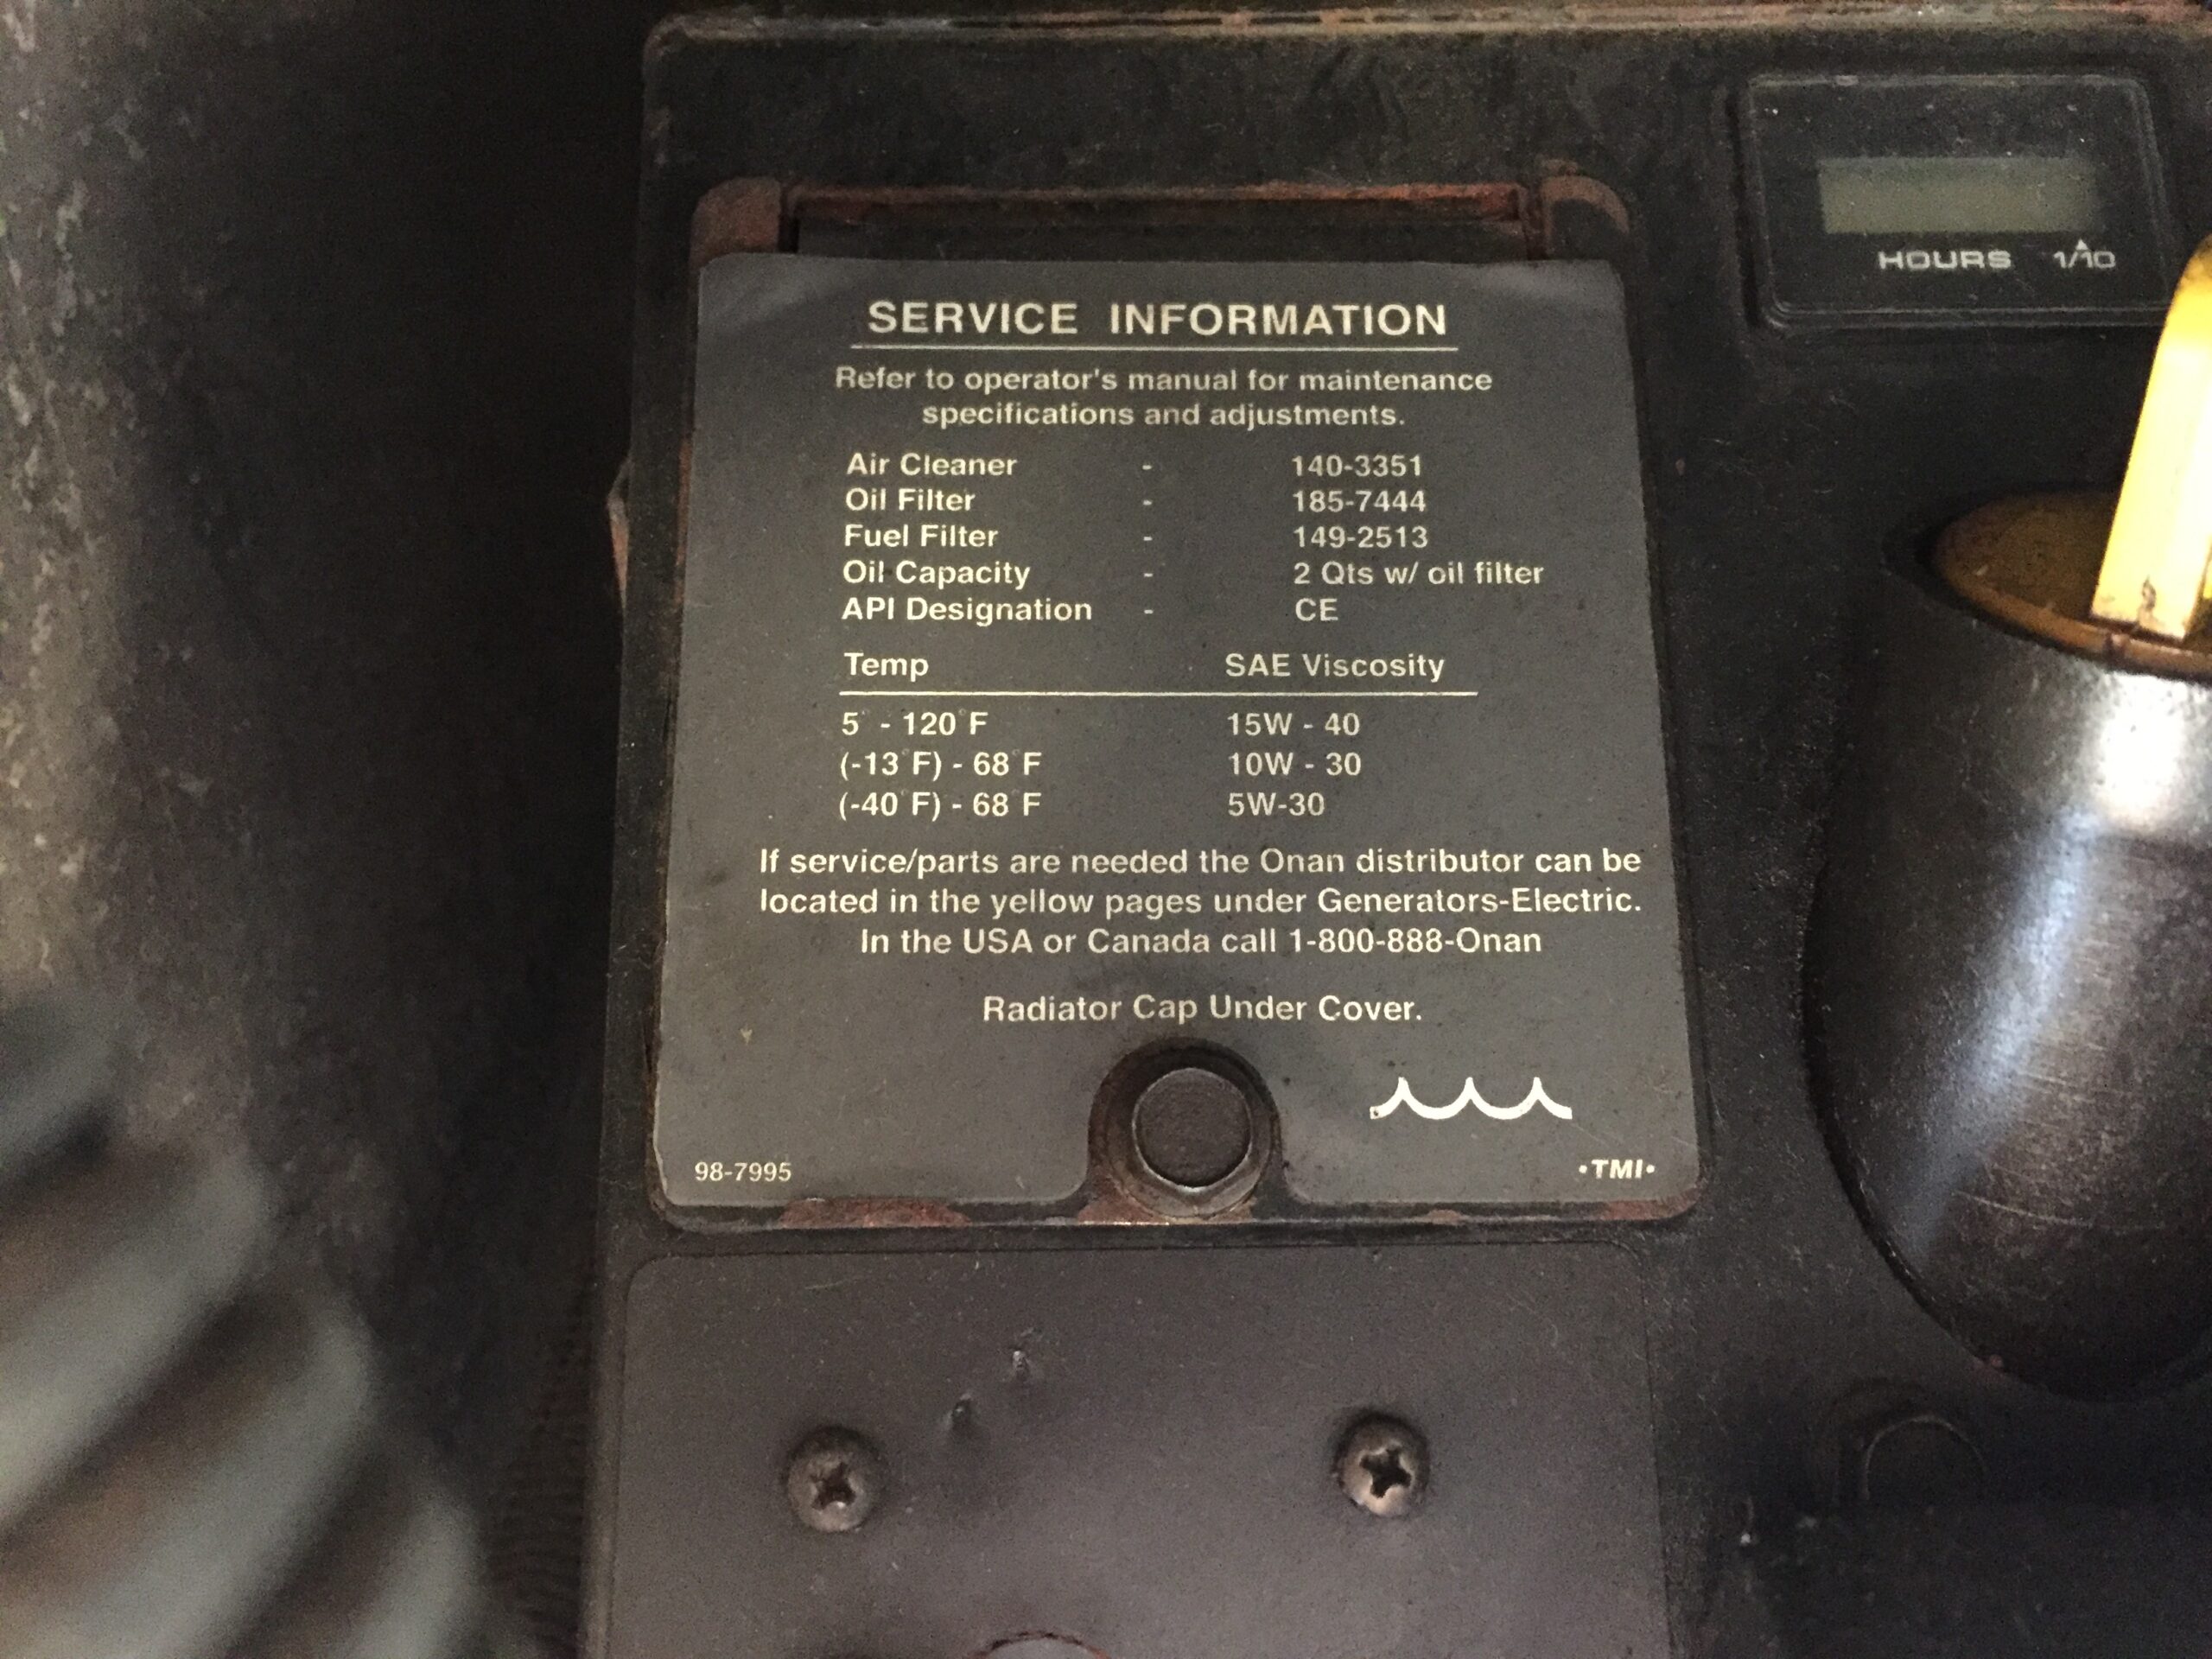 HOURS 1/10
SERVICE INFORMATION
Refer to operator's manual for maintenance
specifications and adjustments.
Air Cleaner - 140-3351
Oil Filter - 185-7444
Fuel Filter - 149-2513
Oil Capacity - 2 Qts w/ oil filter
API Designation - CE
Temp SAE Viscosity
5° - 120°F 15W - 40
(-13°F) - 68°F 10W - 30
(-40°F) - 68°F 5W-30
If service/parts are needed the Onan distributor can be
located in the yellow pages under Generators-Electric.
In the USA or Canada call 1-800-888-Onan
Radiator Cap Under Cover.
98-7995 •TMI•